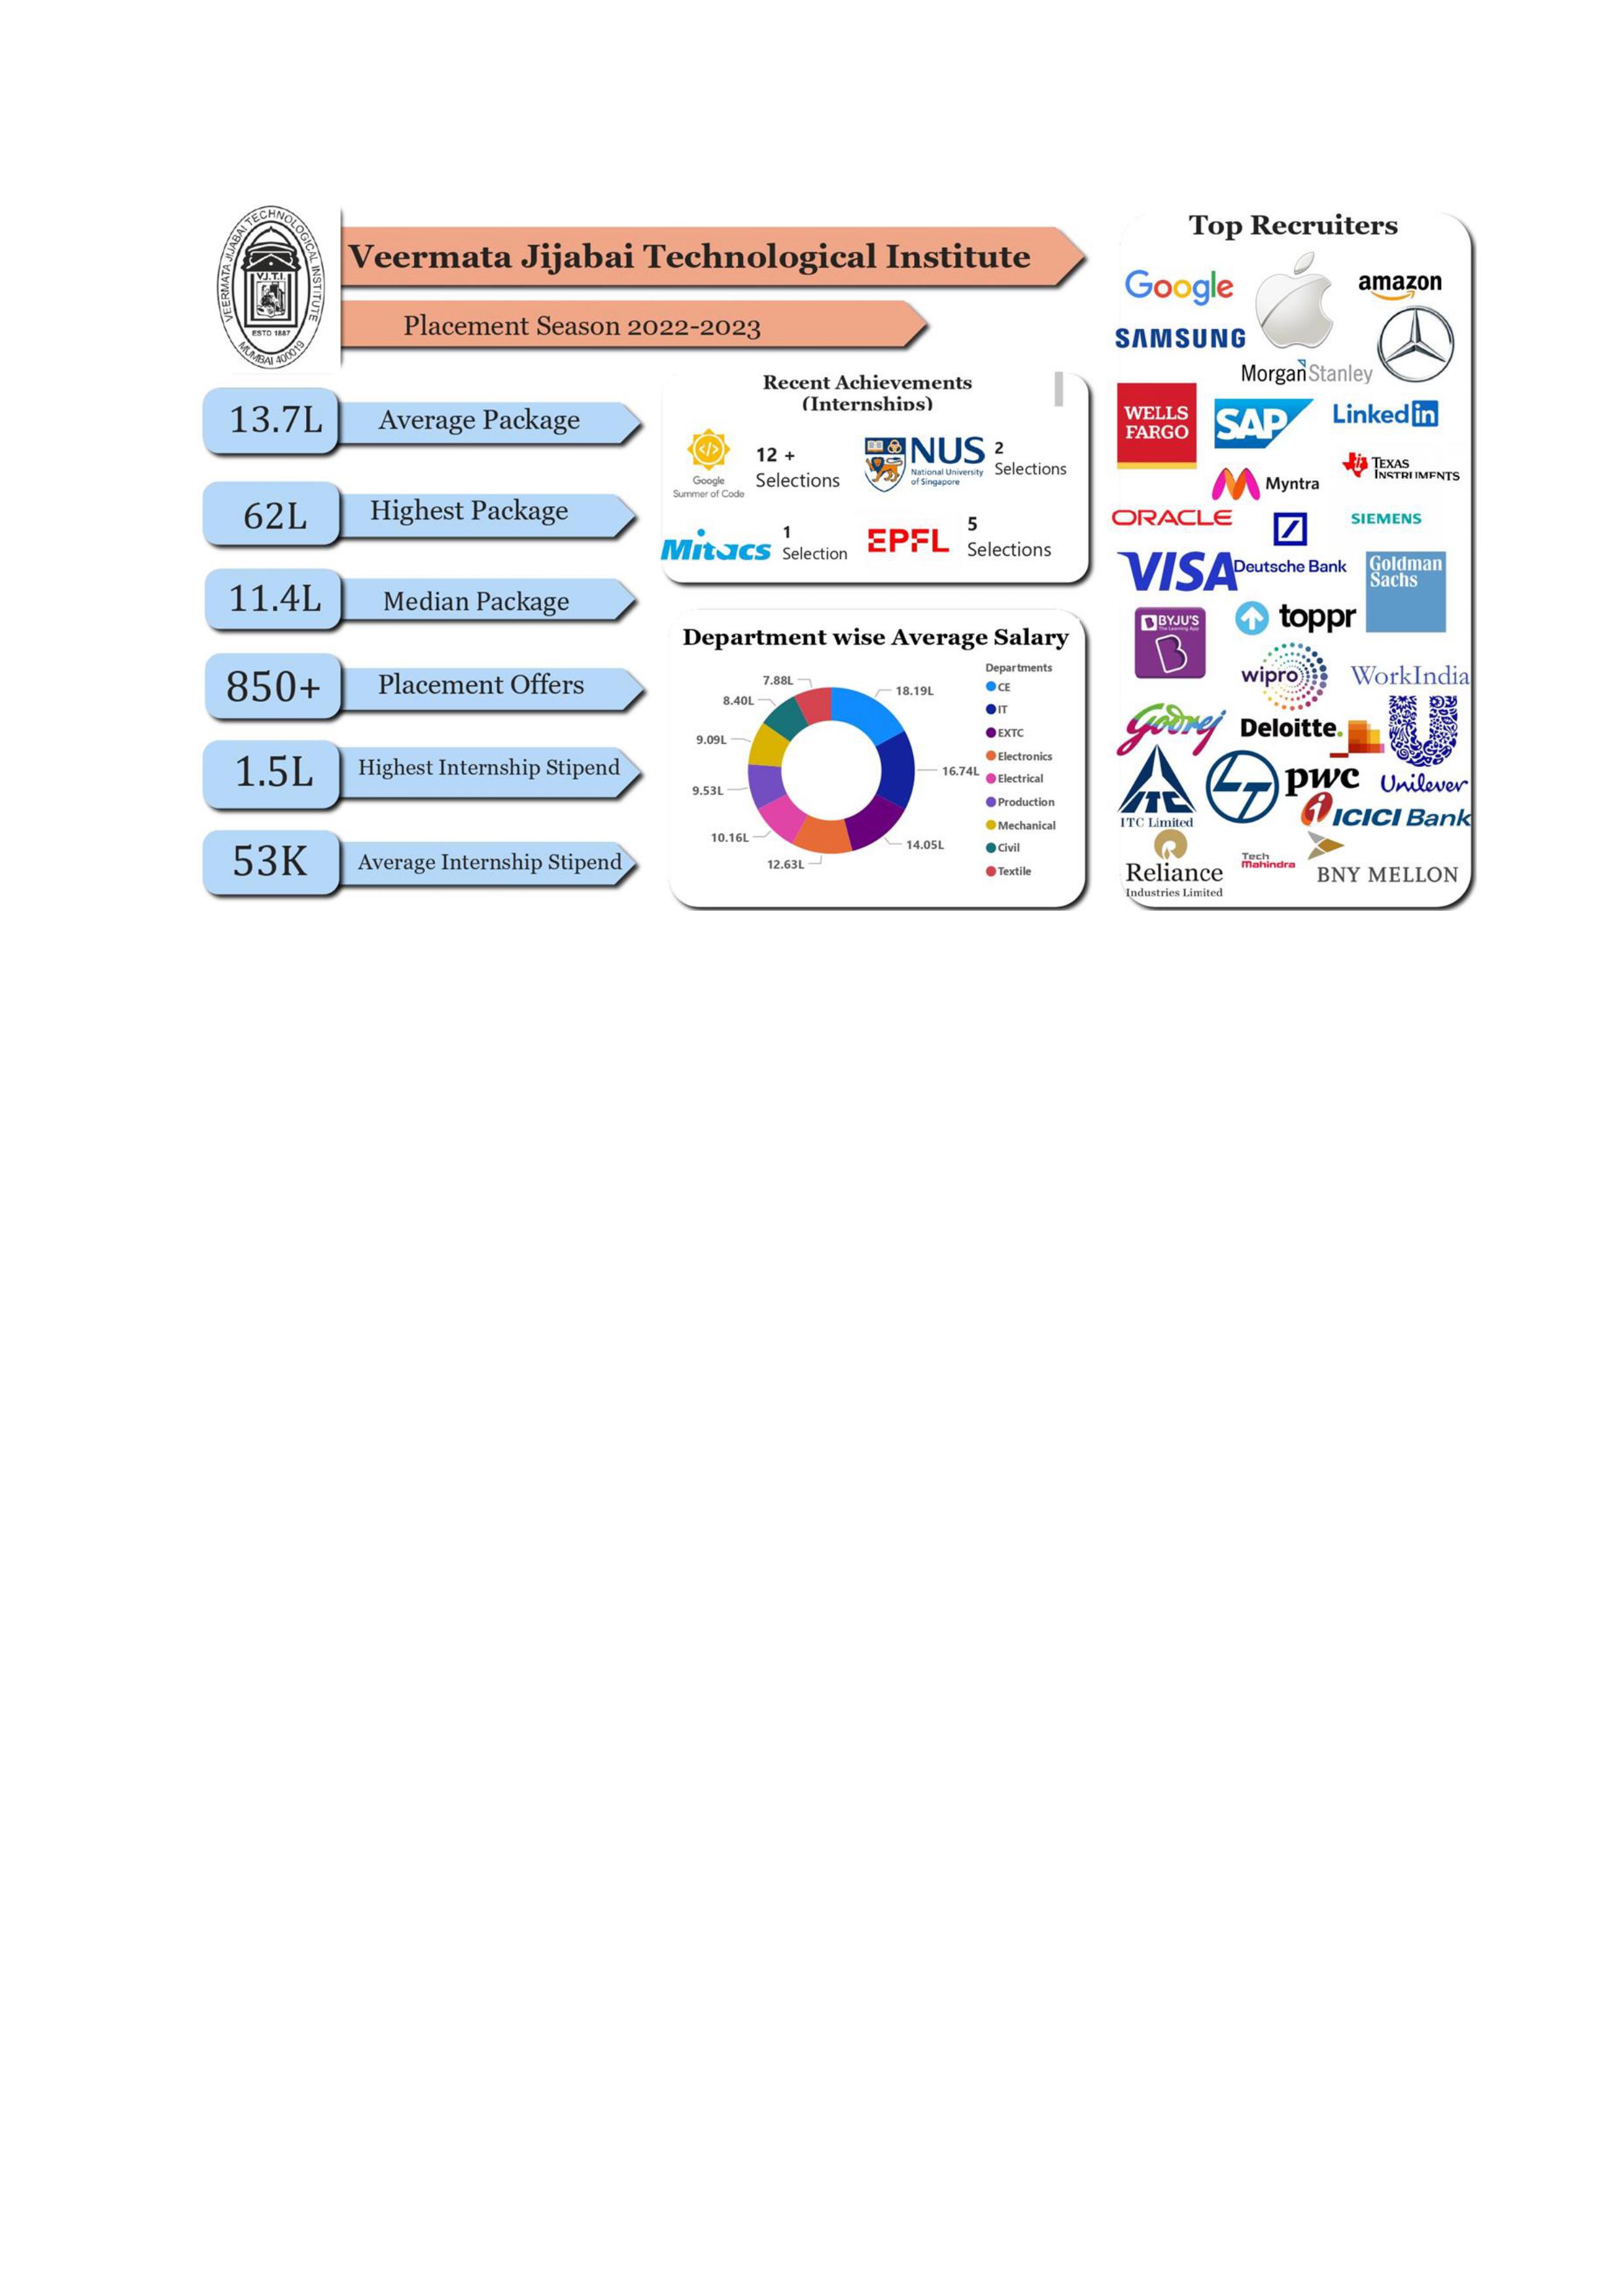 VEERMATA JIJABAI TECHNOLOGICAL INSTITUTE
V.J.T.I.
ESTD 1887
MUMBAI 400019
Veermata Jijabai Technological Institute
Placement Season 2022-2023
13.7L Average Package
62L Highest Package
11.4L Median Package
850+ Placement Offers
1.5L Highest Internship Stipend
53K Average Internship Stipend
Recent Achievements
(Internships)
Google
Summer of Code
12 +
Selections
NUS
National University
of Singapore
2
Selections
Mitacs
1
Selection
EPFL
5
Selections
Department wise Average Salary
7.88L
8.40L
9.09L
9.53L
10.16L
12.63L
18.19L
16.74L
14.05L
Departments
CE
IT
EXTC
Electronics
Electrical
Production
Mechanical
Civil
Textile
Top Recruiters
Google
amazon
SAMSUNG
Morgan Stanley
WELLS
FARGO
SAP
Linked in
TEXAS
INSTRUMENTS
Myntra
ORACLE
SIEMENS
VISA
Deutsche Bank
Goldman
Sachs
BYJU'S
The Learning App
B
toppr
wipro
WorkIndia
Godrej
Deloitte.
U
Unilever
ITC
ITC Limited
LT
pwc
ICICI Bank
Reliance
Industries Limited
Tech
Mahindra
BNY MELLON